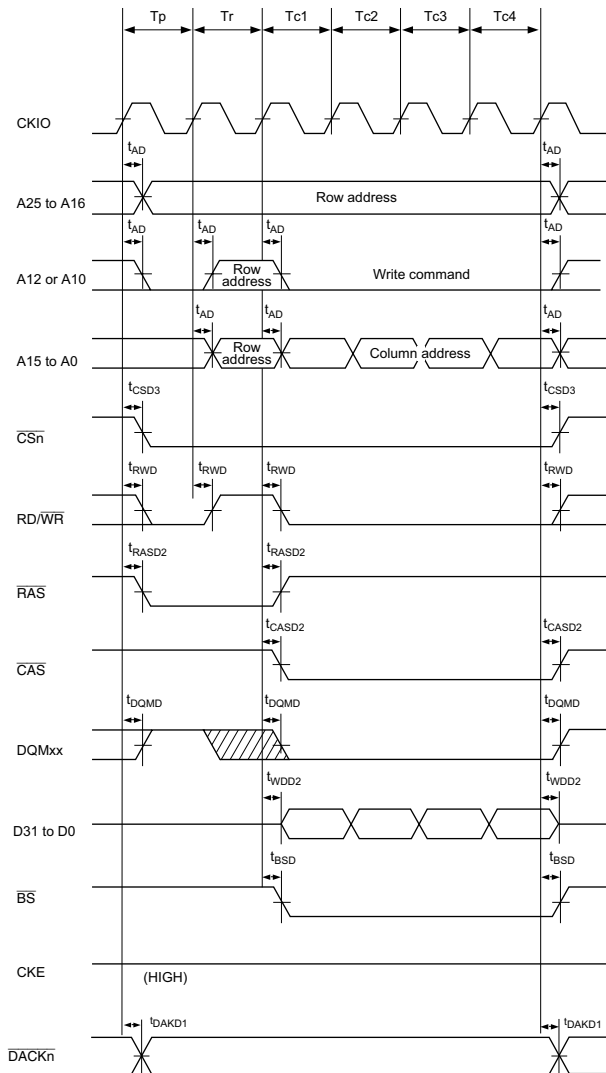 Tp Tr Tc1 Tc2 Tc3 Tc4
CKIO
tAD tAD
A25 to A16 Row address
tAD tAD tAD tAD
A12 or A10 Row address Write command
tAD tAD tAD
A15 to A0 Row address Column address
tCSD3 tCSD3
CSn
tRWD tRWD tRWD tRWD
RD/WR
tRASD2 tRASD2
RAS
tCASD2 tCASD2
CAS
tDQMD tDQMD tDQMD
DQMxx
tWDD2 tWDD2
D31 to D0
tBSD tBSD
BS
CKE
(HIGH)
tDAKD1 tDAKD1
DACKn